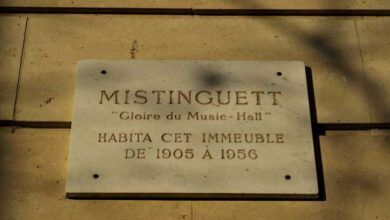 MISTINGUETT
"Gloire du Music-Hall"
HABITA CET IMMEUBLE
DE 1905 A 1956